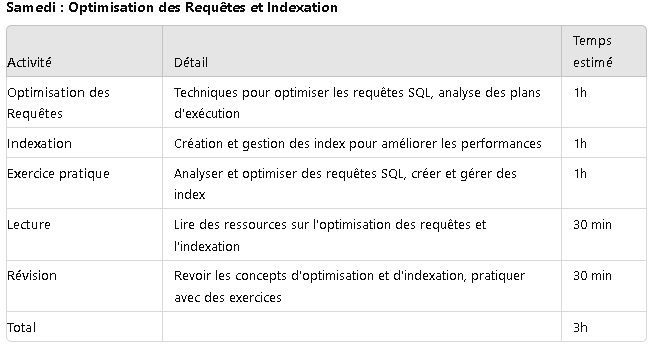 Samedi : Optimisation des Requêtes et Indexation
Activité Détail Temps estimé
Optimisation des Requêtes Techniques pour optimiser les requêtes SQL, analyse des plans d'exécution 1h
Indexation Création et gestion des index pour améliorer les performances 1h
Exercice pratique Analyser et optimiser des requêtes SQL, créer et gérer des index 1h
Lecture Lire des ressources sur l'optimisation des requêtes et l'indexation 30 min
Révision Revoir les concepts d'optimisation et d'indexation, pratiquer avec des exercices 30 min
Total 3h